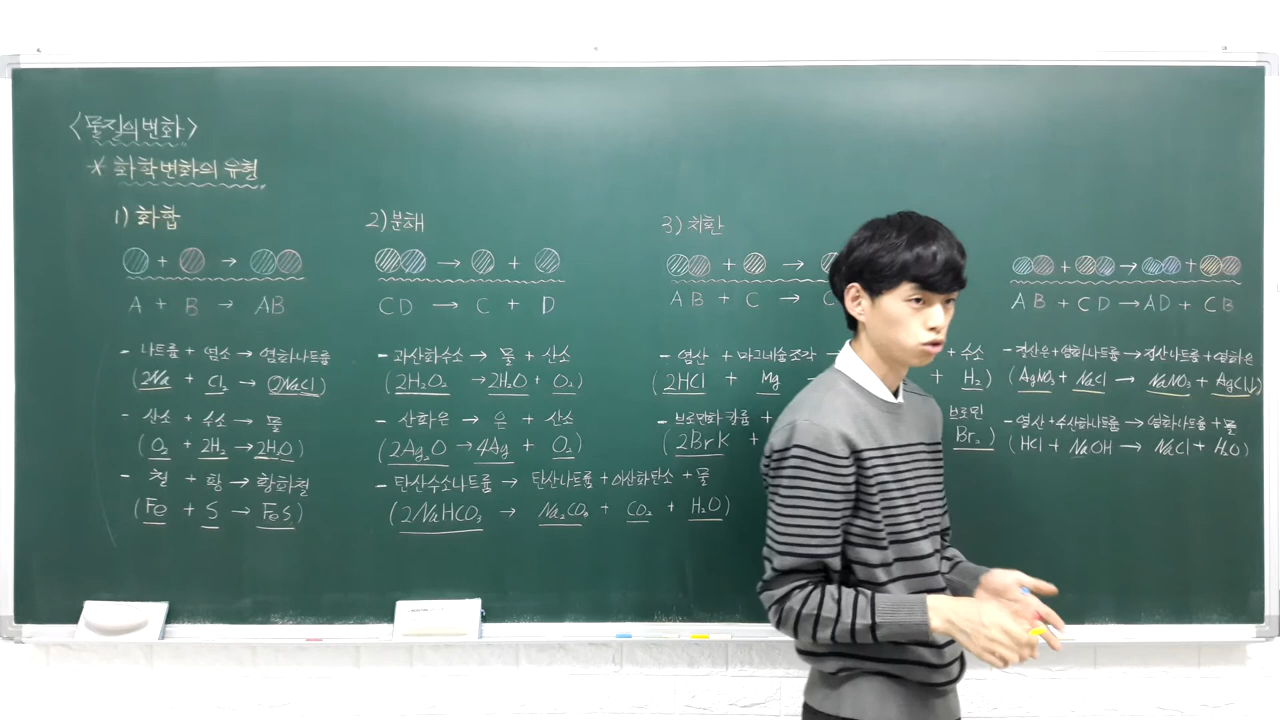 <물질의 변화>
* 화학변화의 유형
1) 화합
A + B → AB
- 나트륨 + 염소 → 염화나트륨
(2Na + Cl₂ → 2NaCl)
- 산소 + 수소 → 물
(O₂ + 2H₂ → 2H₂O)
- 철 + 황 → 황화철
(Fe + S → FeS)
2) 분해
CD → C + D
- 과산화수소 → 물 + 산소
(2H₂O₂ → 2H₂O + O₂)
- 산화은 → 은 + 산소
(2Ag₂O → 4Ag + O₂)
- 탄산수소나트륨 → 탄산나트륨 + 이산화탄소 + 물
(2NaHCO₃ → Na₂CO₃ + CO₂ + H₂O)
3) 치환
AB + C → C
- 염산 + 마그네슘조각 → + 수소
(2HCl + Mg + H₂)
- 브로민화 칼륨 + 브로민
(2BrK + Br₂)
AB + CD → AD + CB
- 질산은 + 염화나트륨 → 질산나트륨 + 염화은
(AgNO₃ + NaCl → NaNO₃ + AgCl↓)
- 염산 + 수산화나트륨 → 염화나트륨 + 물
(HCl + NaOH → NaCl + H₂O)